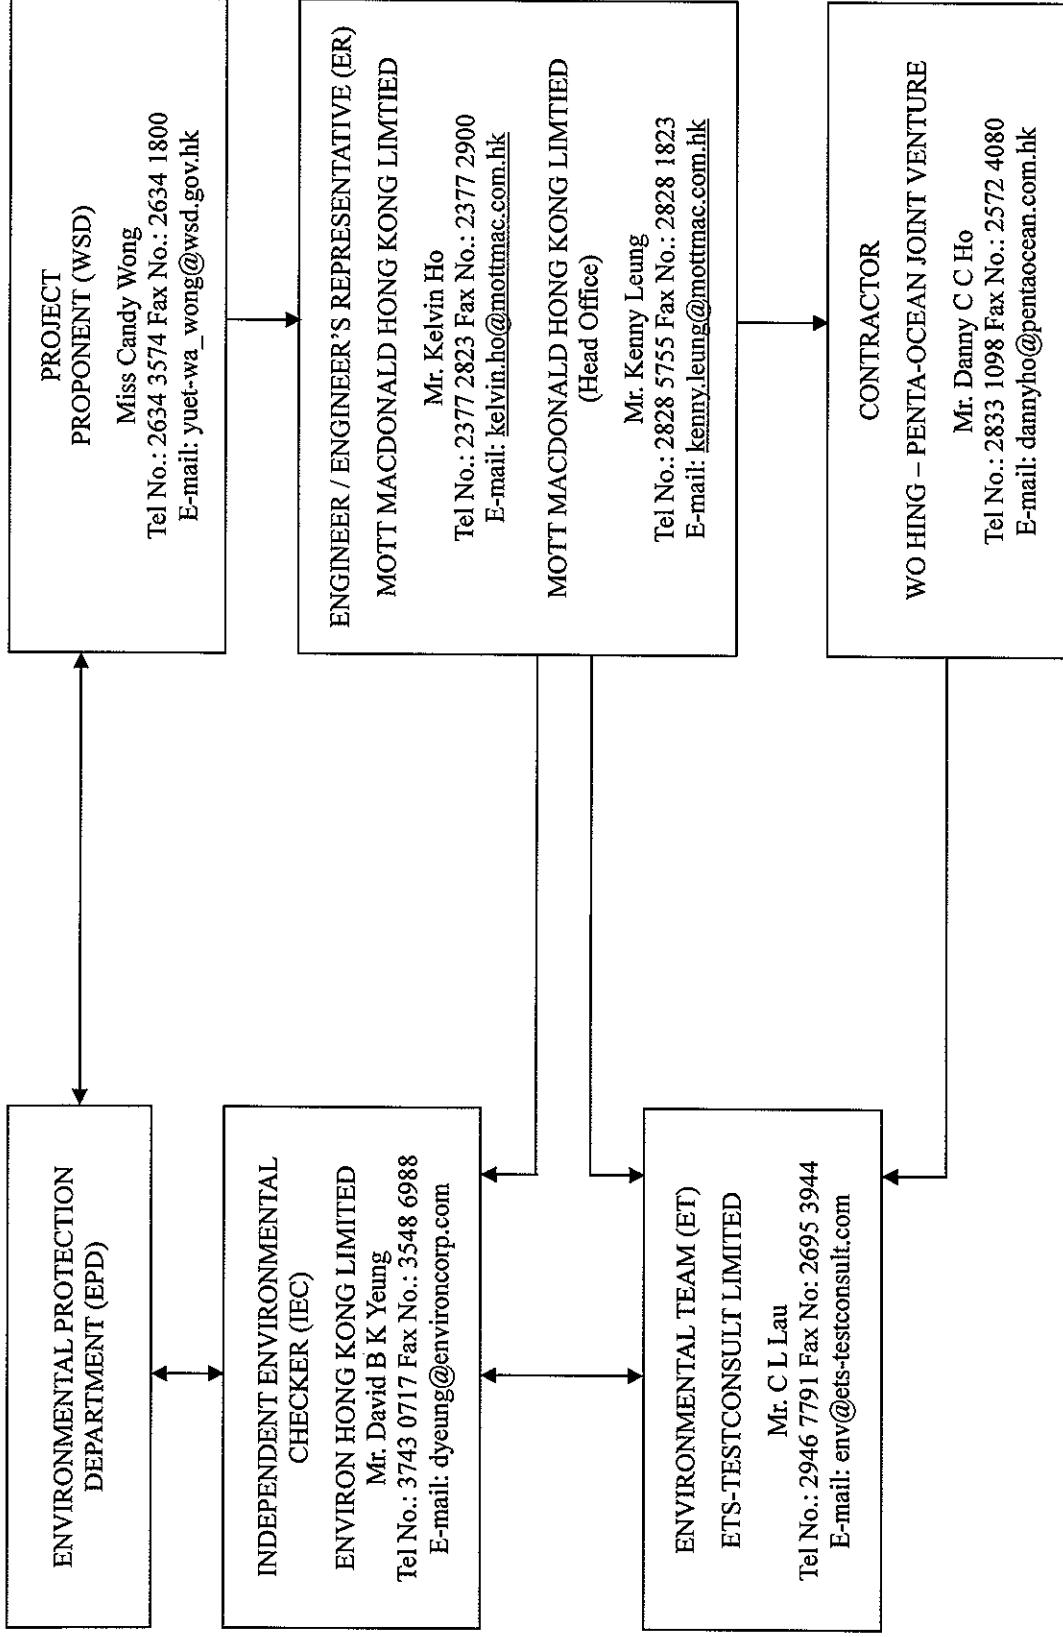 ENVIRONMENTAL PROTECTION
DEPARTMENT (EPD)
PROJECT
PROPONENT (WSD)
Miss Candy Wong
Tel No.: 2634 3574 Fax No.: 2634 1800
E-mail: yuet-wa_wong@wsd.gov.hk
INDEPENDENT ENVIRONMENTAL
CHECKER (IEC)
ENVIRON HONG KONG LIMITED
Mr. David B K Yeung
Tel No.: 3743 0717 Fax No.: 3548 6988
E-mail: dyeung@environcorp.com
ENGINEER / ENGINEER'S REPRESENTATIVE (ER)
MOTT MACDONALD HONG KONG LIMTIED
Mr. Kelvin Ho
Tel No.: 2377 2823 Fax No.: 2377 2900
E-mail: kelvin.ho@mottmac.com.hk
MOTT MACDONALD HONG KONG LIMTIED
(Head Office)
Mr. Kenny Leung
Tel No.: 2828 5755 Fax No.: 2828 1823
E-mail: kenny.leung@mottmac.com.hk
ENVIRONMENTAL TEAM (ET)
ETS-TESTCONSULT LIMITED
Mr. C L Lau
Tel No.: 2946 7791 Fax No: 2695 3944
E-mail: env@ets-testconsult.com
CONTRACTOR
WO HING – PENTA-OCEAN JOINT VENTURE
Mr. Danny C C Ho
Tel No.: 2833 1098 Fax No.: 2572 4080
E-mail: dannyho@pentaocean.com.hk